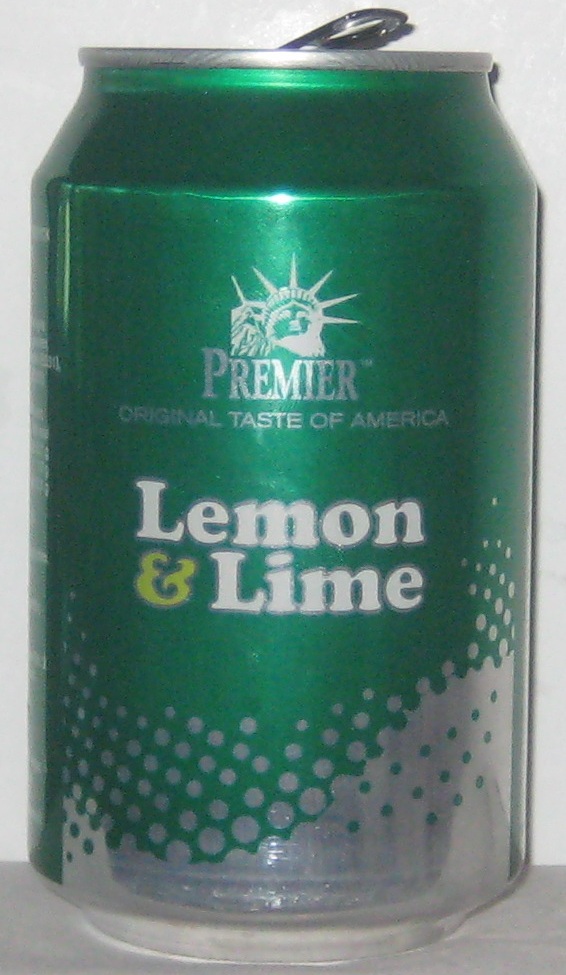 PREMIER™
ORIGINAL TASTE OF AMERICA
Lemon
& Lime